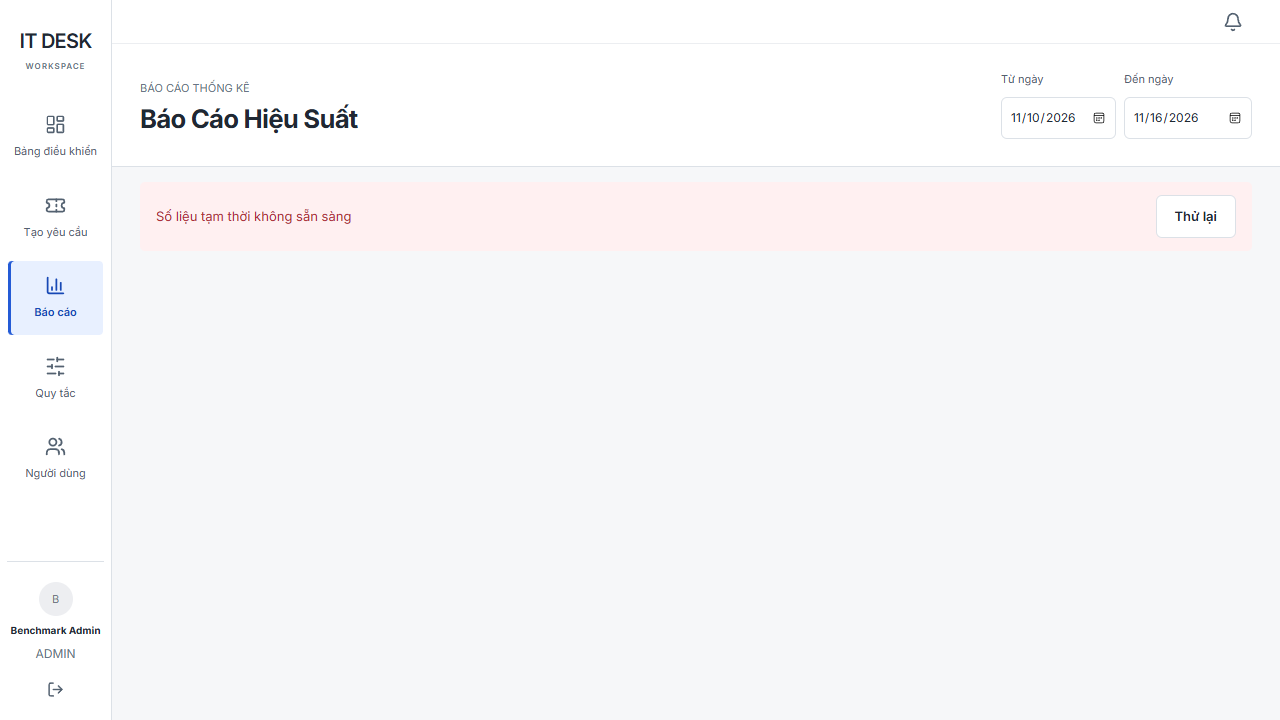 IT DESK
WORKSPACE
Bảng điều khiển
Tạo yêu cầu
Báo cáo
Quy tắc
Người dùng
B
Benchmark Admin
ADMIN
BÁO CÁO THỐNG KÊ
Báo Cáo Hiệu Suất
Từ ngày
Đến ngày
11/10/2026
11/16/2026
Số liệu tạm thời không sẵn sàng
Thử lại